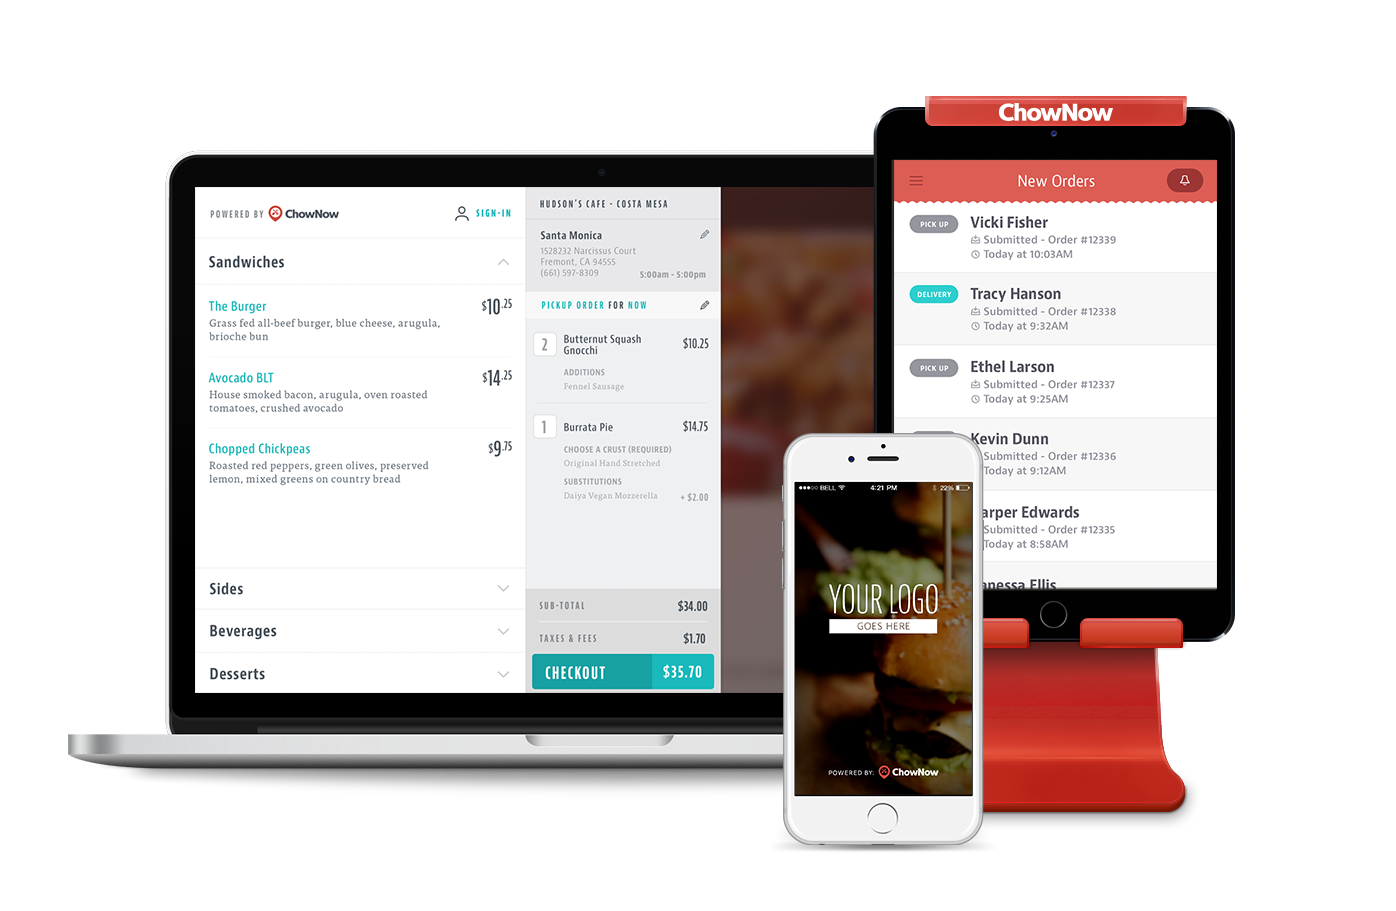 POWERED BY ChowNow
SIGN-IN
Sandwiches
The Burger
$10.25
Grass fed all-beef burger, blue cheese, arugula,
brioche bun
Avocado BLT
$14.25
House smoked bacon, arugula, oven roasted
tomatoes, crushed avocado
Chopped Chickpeas
$9.75
Roasted red peppers, green olives, preserved
lemon, mixed greens on country bread
Sides
Beverages
Desserts
HUDSON'S CAFE - COSTA MESA
Santa Monica
1528232 Narcissus Court
Fremont, CA 94555
(661) 597-8309
5:00am - 5:00pm
PICKUP ORDER FOR NOW
2
Butternut Squash
Gnocchi
$10.25
ADDITIONS
Fennel Sausage
1
Burrata Pie
$14.75
CHOOSE A CRUST (REQUIRED)
Original Hand Stretched
SUBSTITUTIONS
Daiya Vegan Mozzerella
+ $2.00
SUB-TOTAL
$34.00
TAXES & FEES
$1.70
CHECKOUT
$35.70
ChowNow
New Orders
PICK UP
Vicki Fisher
Submitted - Order #12339
Today at 10:03AM
DELIVERY
Tracy Hanson
Submitted - Order #12338
Today at 9:32AM
PICK UP
Ethel Larson
Submitted - Order #12337
Today at 9:25AM
Kevin Dunn
Submitted - Order #12336
Today at 9:12AM
arper Edwards
Submitted - Order #12335
Today at 8:58AM
anessa Ellis
BELL
4:21 PM
22%
YOUR LOGO
GOES HERE
POWERED BY: ChowNow